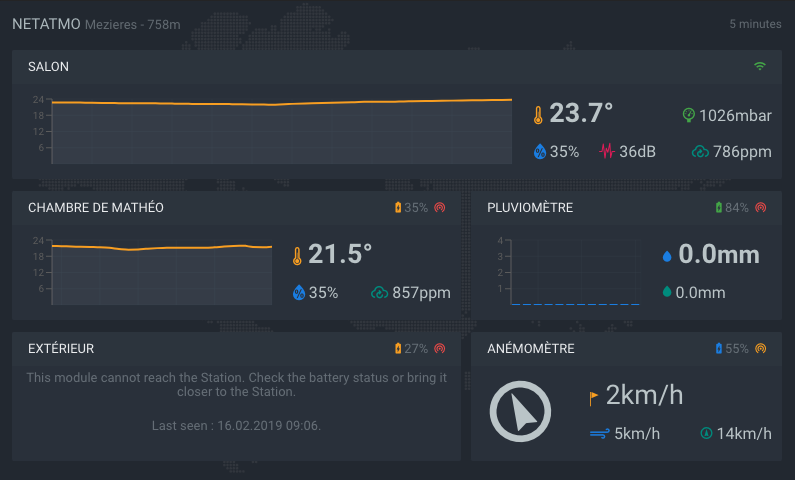 NETATMO Mezieres - 758m
5 minutes
SALON
24
18
12
6
23.7°
1026mbar
35%
36dB
786ppm
CHAMBRE DE MATHÉO
35%
24
18
12
6
21.5°
35%
857ppm
PLUVIOMÈTRE
84%
4
3
2
1
0.0mm
0.0mm
EXTÉRIEUR
27%
This module cannot reach the Station. Check the battery status or bring it
closer to the Station.
Last seen : 16.02.2019 09:06.
ANÉMOMÈTRE
55%
2km/h
5km/h
14km/h